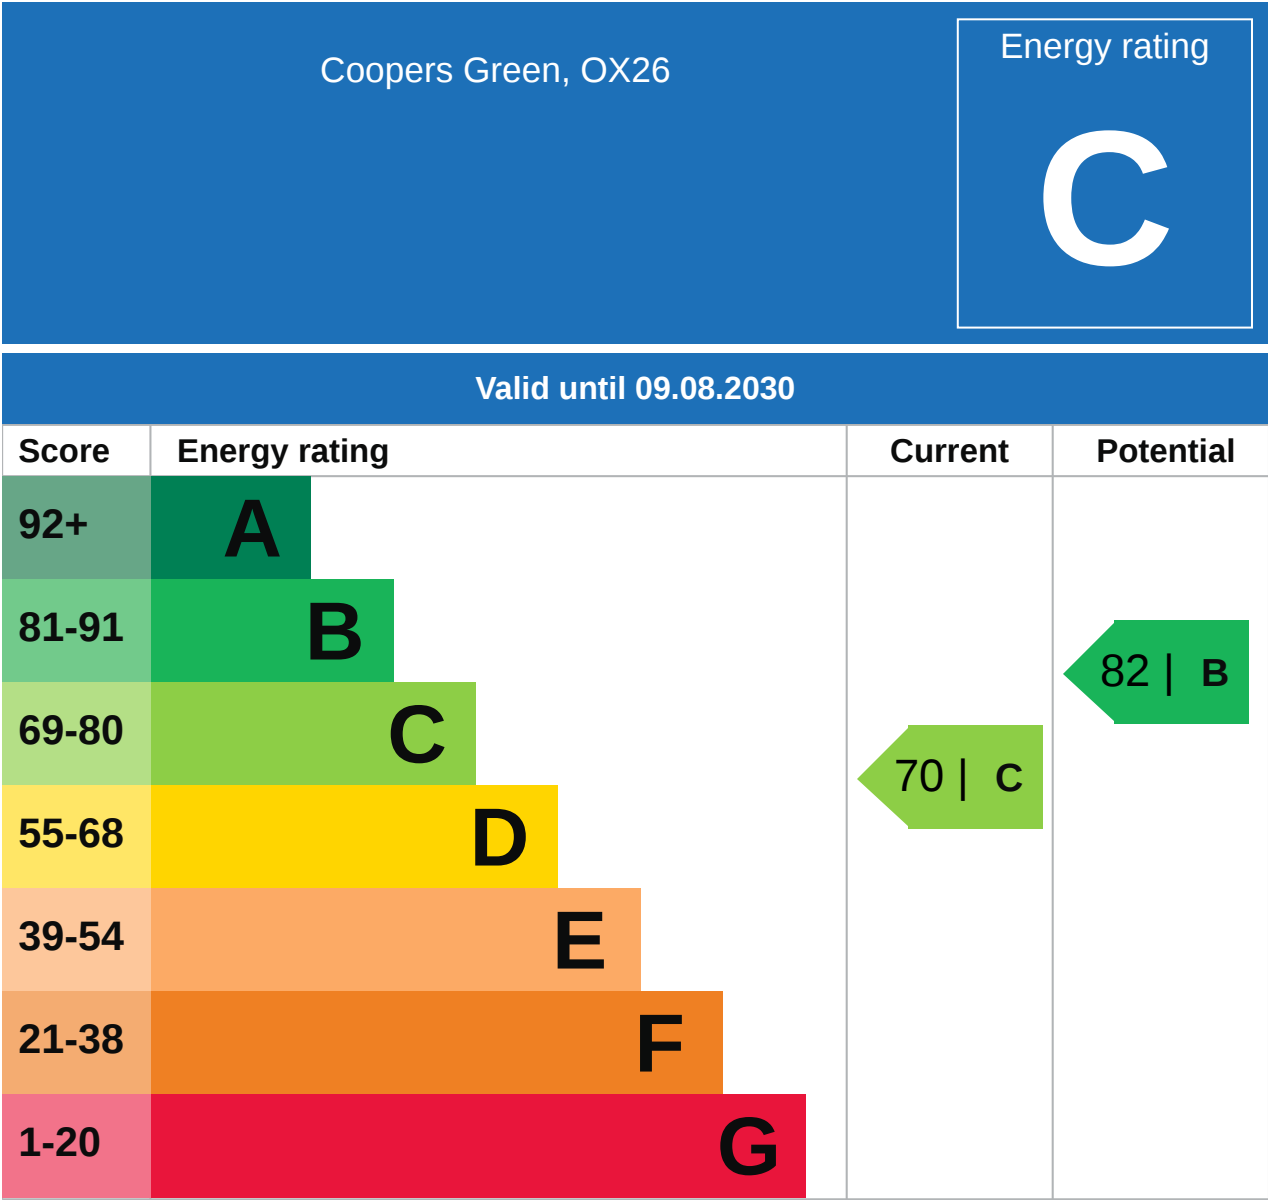 Coopers Green, OX26
Energy rating
C
Valid until 09.08.2030
Score Energy rating Current Potential
92+ A
81-91 B
82 | B
69-80 C
70 | C
55-68 D
39-54 E
21-38 F
1-20 G